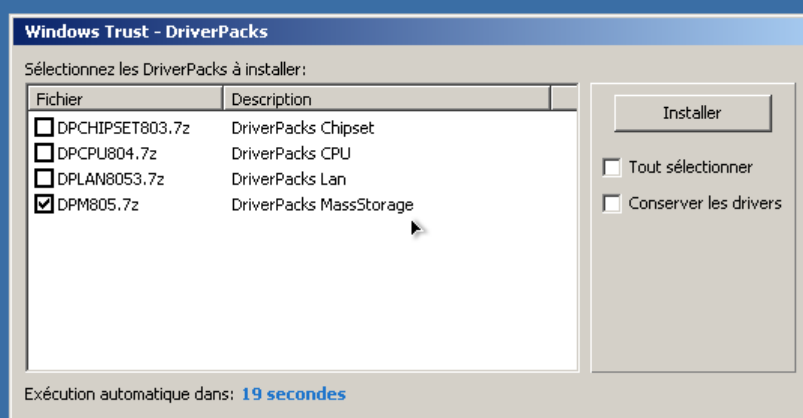 Windows Trust - DriverPacks
Sélectionnez les DriverPacks à installer:
Fichier Description
DPCHIPSET803.7z DriverPacks Chipset
DPCPU804.7z DriverPacks CPU
DPLAN8053.7z DriverPacks Lan
DPM805.7z DriverPacks MassStorage
Installer
Tout sélectionner
Conserver les drivers
Exécution automatique dans: 19 secondes